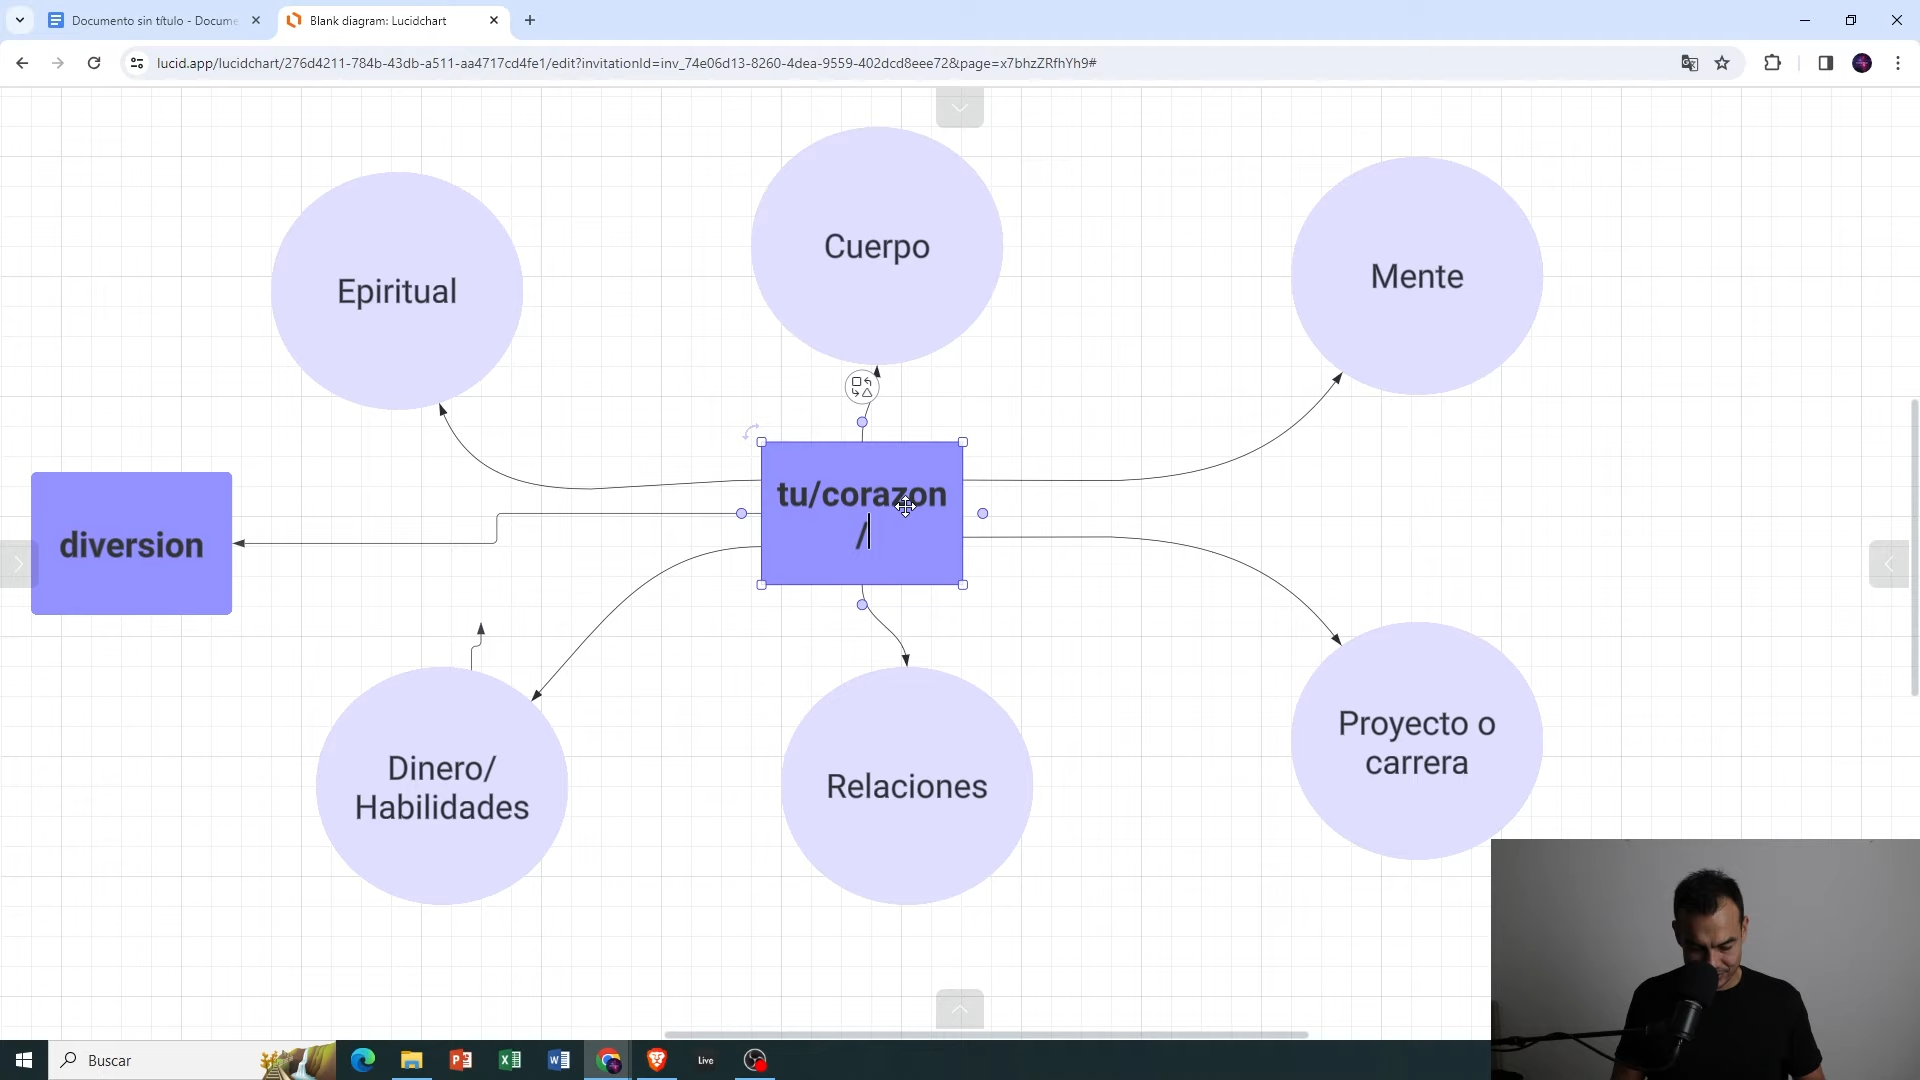 Documento sin título - Docume
Blank diagram: Lucidchart
lucid.app/lucidchart/276d4211-784b-43db-a511-aa4717cd4fe1/edit?invitationId=inv_74e06d13-8260-4dea-9559-402dcd8eee72&page=x7bhzZRfhYh9#
Cuerpo
Mente
Epiritual
tu/corazon
/
diversion
Proyecto o
carrera
Dinero/
Habilidades
Relaciones
Buscar
Live